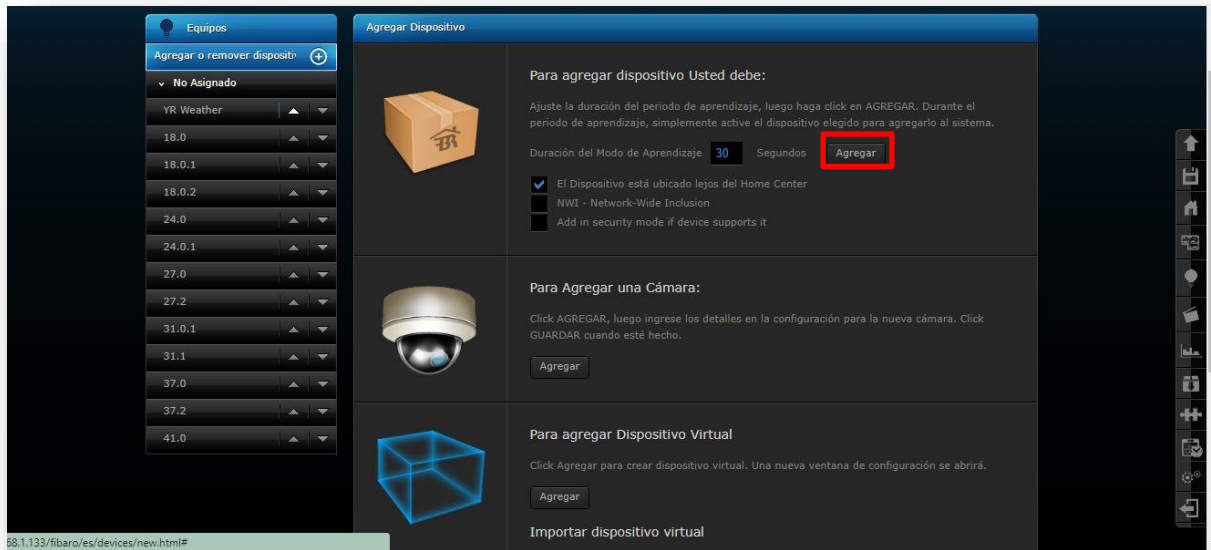 Equipos
Agregar o remover dispositi
No Asignado
YR Weather
18.0
18.0.1
18.0.2
24.0
24.0.1
27.0
27.2
31.0.1
31.1
37.0
37.2
41.0
Agregar Dispositivo
Para agregar dispositivo Usted debe:
Ajuste la duración del periodo de aprendizaje, luego haga click en AGREGAR. Durante el
periodo de aprendizaje, simplemente active el dispositivo elegido para agregarlo al sistema.
Duración del Modo de Aprendizaje 30 Segundos Agregar
El Dispositivo está ubicado lejos del Home Center
NWI - Network-Wide Inclusion
Add in security mode if device supports it
Para Agregar una Cámara:
Click AGREGAR, luego ingrese los detalles en la configuración para la nueva cámara. Click
GUARDAR cuando esté hecho.
Agregar
Para agregar Dispositivo Virtual
Click Agregar para crear dispositivo virtual. Una nueva ventana de configuración se abrirá.
Agregar
Importar dispositivo virtual
68.1.133/fibaro/es/devices/new.html#